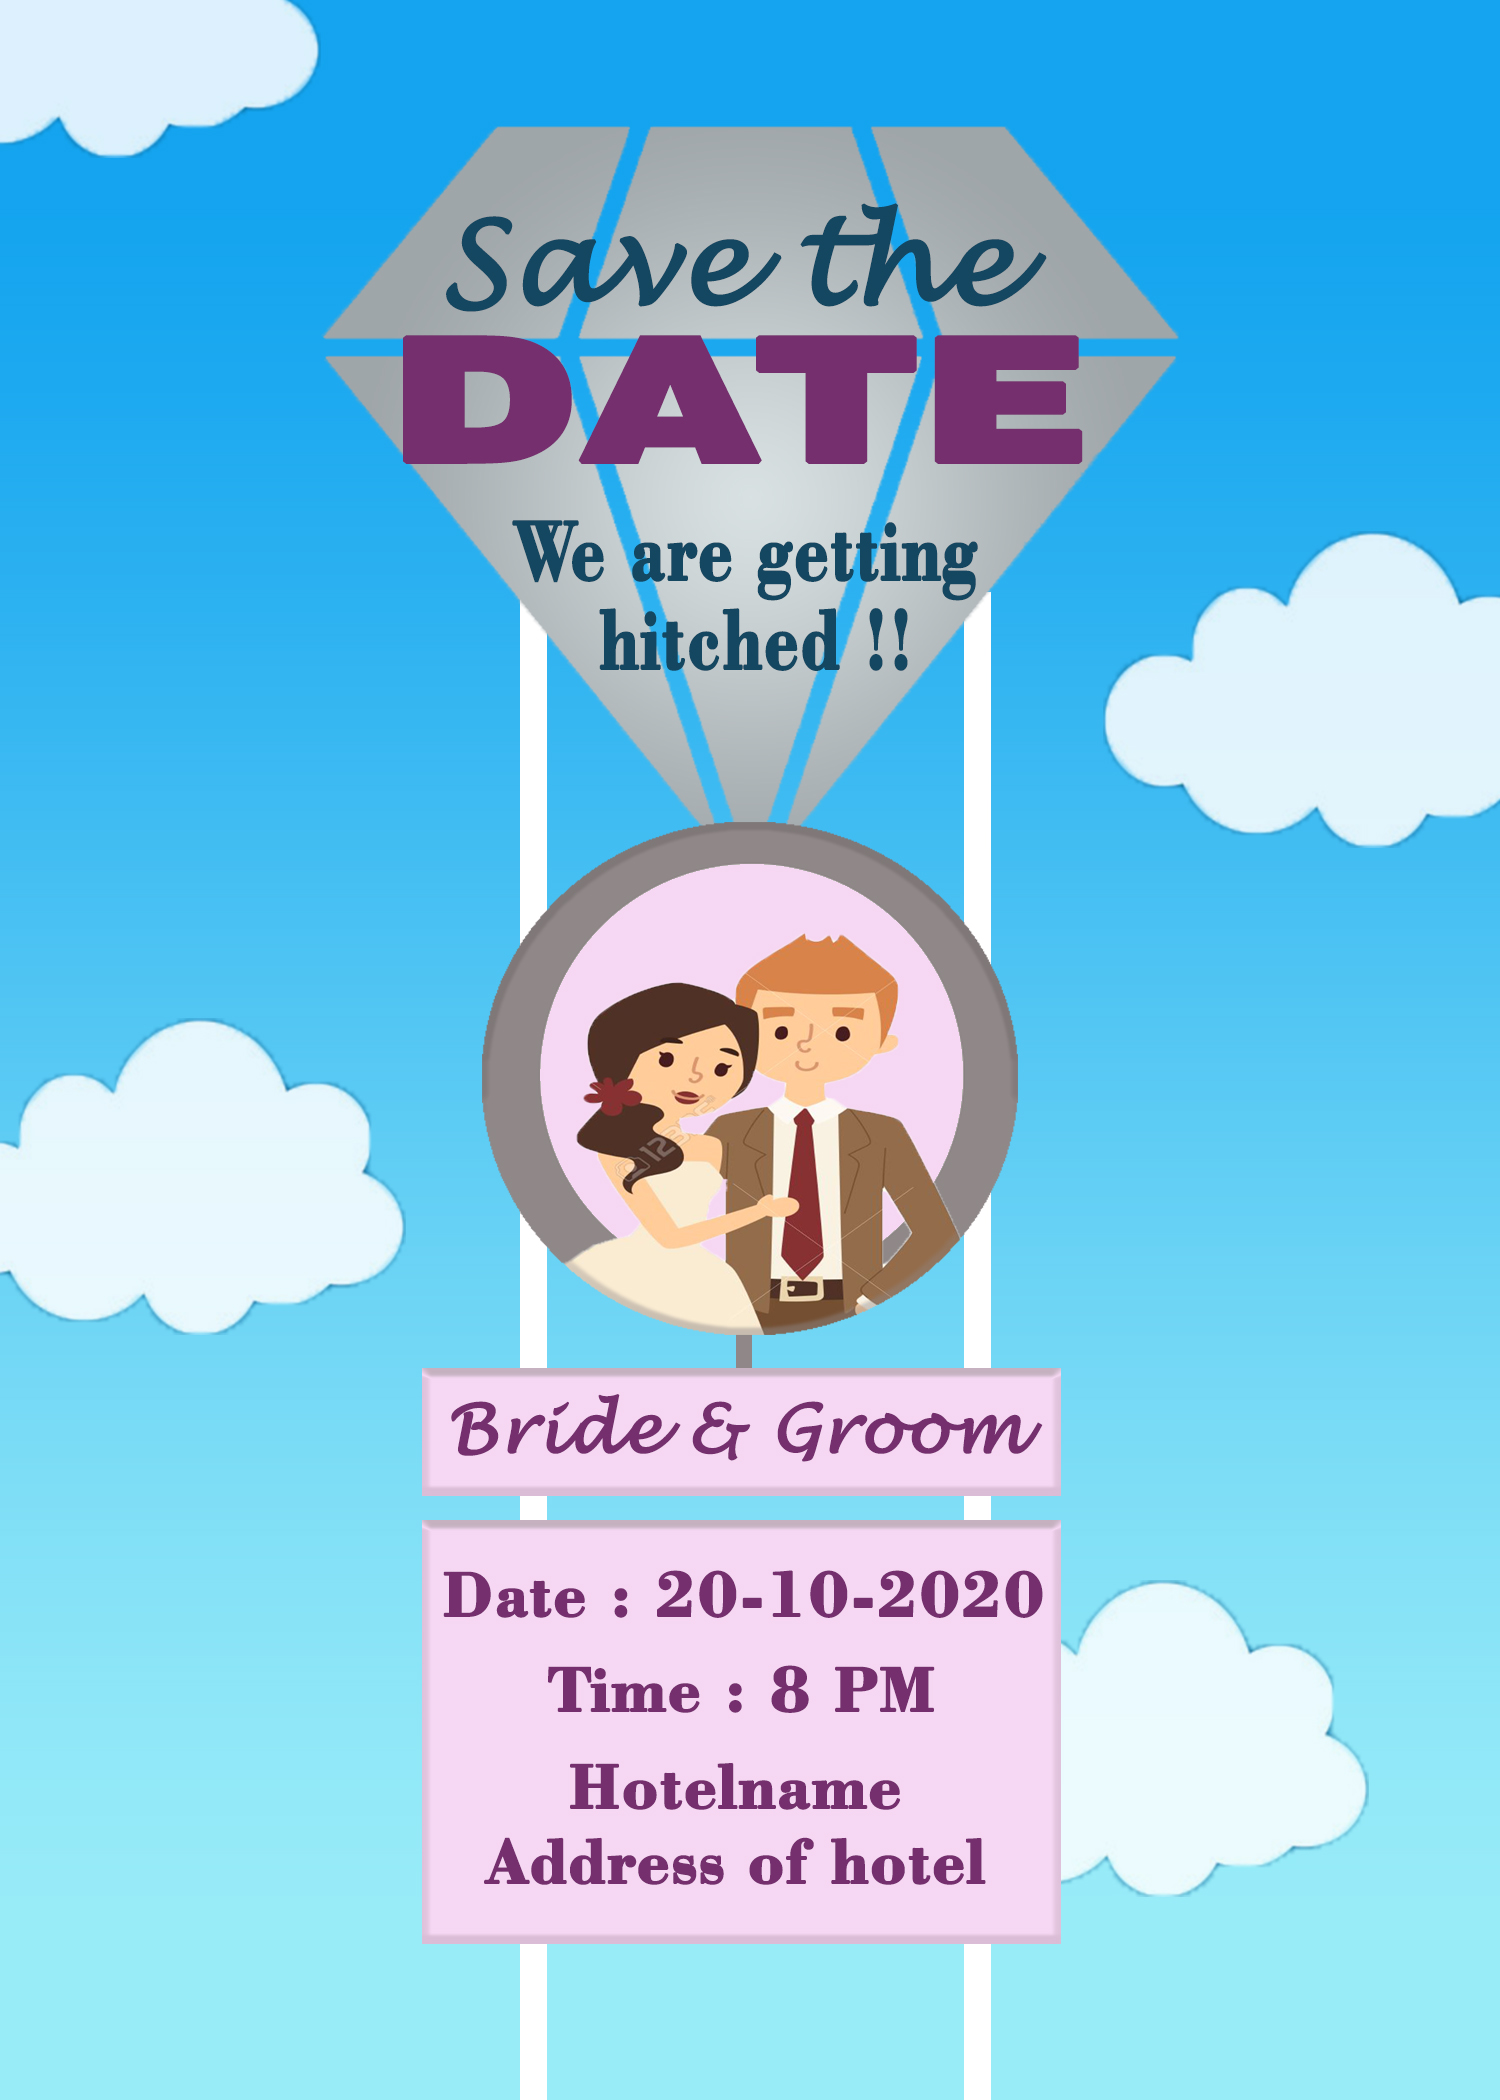 Save the
DATE
We are getting
hitched !!
Bride & Groom
Date : 20-10-2020
Time : 8 PM
Hotelname
Address of hotel